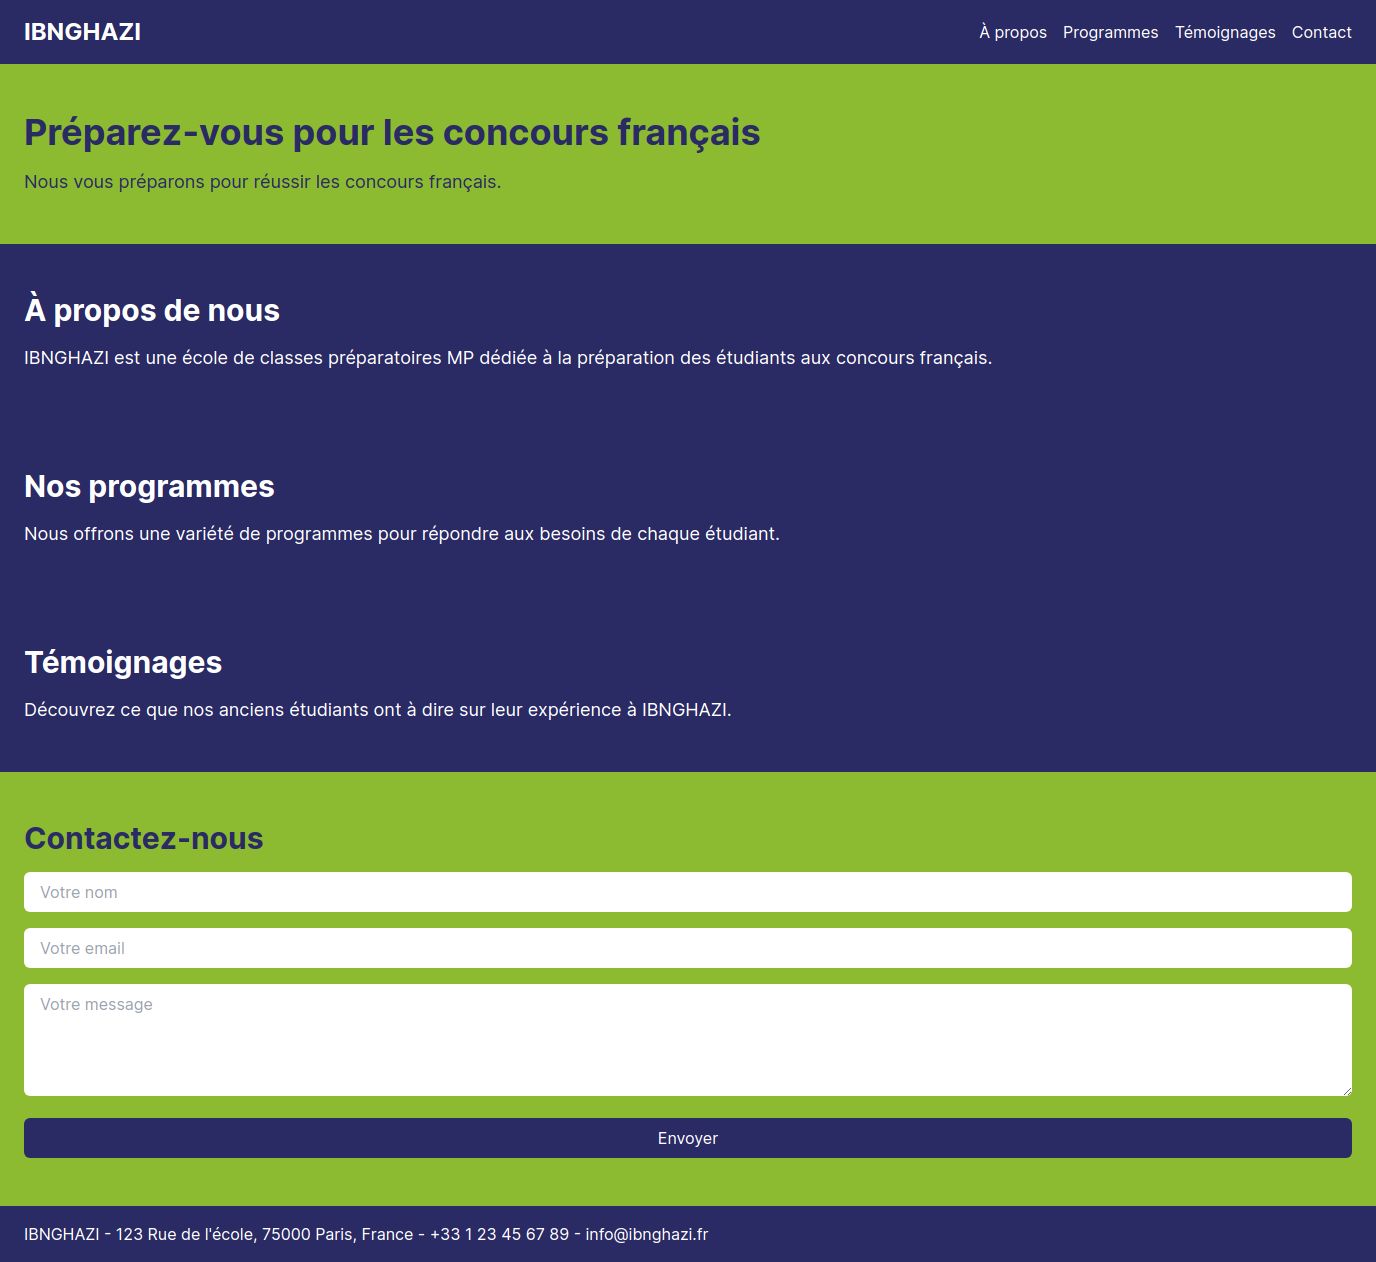 IBNGHAZI
À propos Programmes Témoignages Contact
Préparez-vous pour les concours français
Nous vous préparons pour réussir les concours français.
À propos de nous
IBNGHAZI est une école de classes préparatoires MP dédiée à la préparation des étudiants aux concours français.
Nos programmes
Nous offrons une variété de programmes pour répondre aux besoins de chaque étudiant.
Témoignages
Découvrez ce que nos anciens étudiants ont à dire sur leur expérience à IBNGHAZI.
Contactez-nous
Votre nom
Votre email
Votre message
Envoyer
IBNGHAZI - 123 Rue de l'école, 75000 Paris, France - +33 1 23 45 67 89 - info@ibnghazi.fr